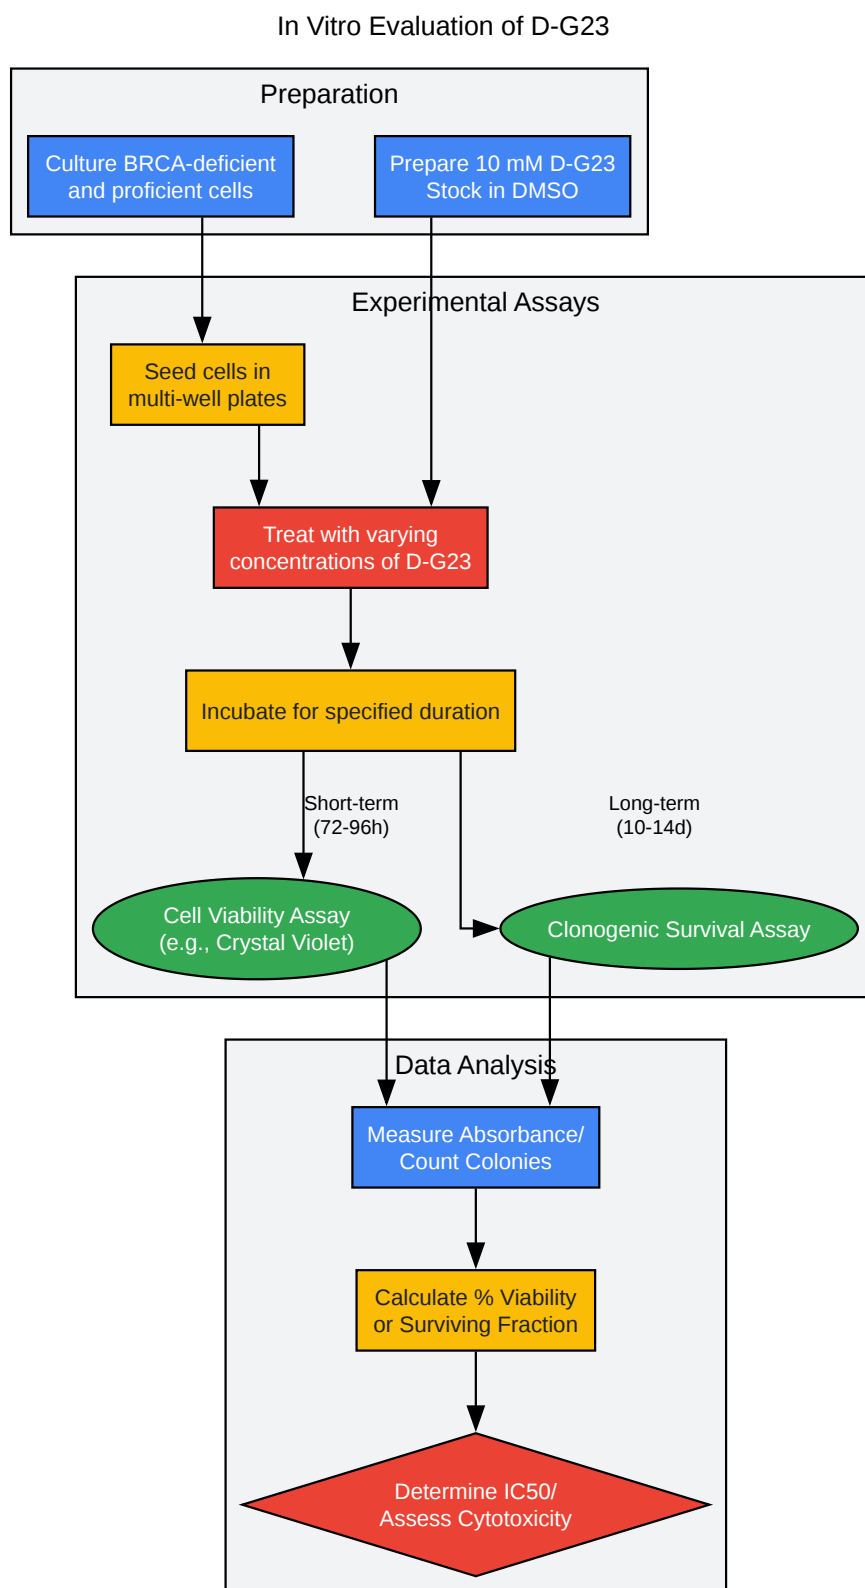 In Vitro Evaluation of D-G23
Preparation
Culture BRCA-deficient
and proficient cells
Prepare 10 mM D-G23
Stock in DMSO
Experimental Assays
Seed cells in
multi-well plates
Treat with varying
concentrations of D-G23
Incubate for specified duration
Short-term
(72-96h)
Long-term
(10-14d)
Cell Viability Assay
(e.g., Crystal Violet)
Clonogenic Survival Assay
Data Analysis
Measure Absorbance/
Count Colonies
Calculate % Viability
or Surviving Fraction
Determine IC50/
Assess Cytotoxicity